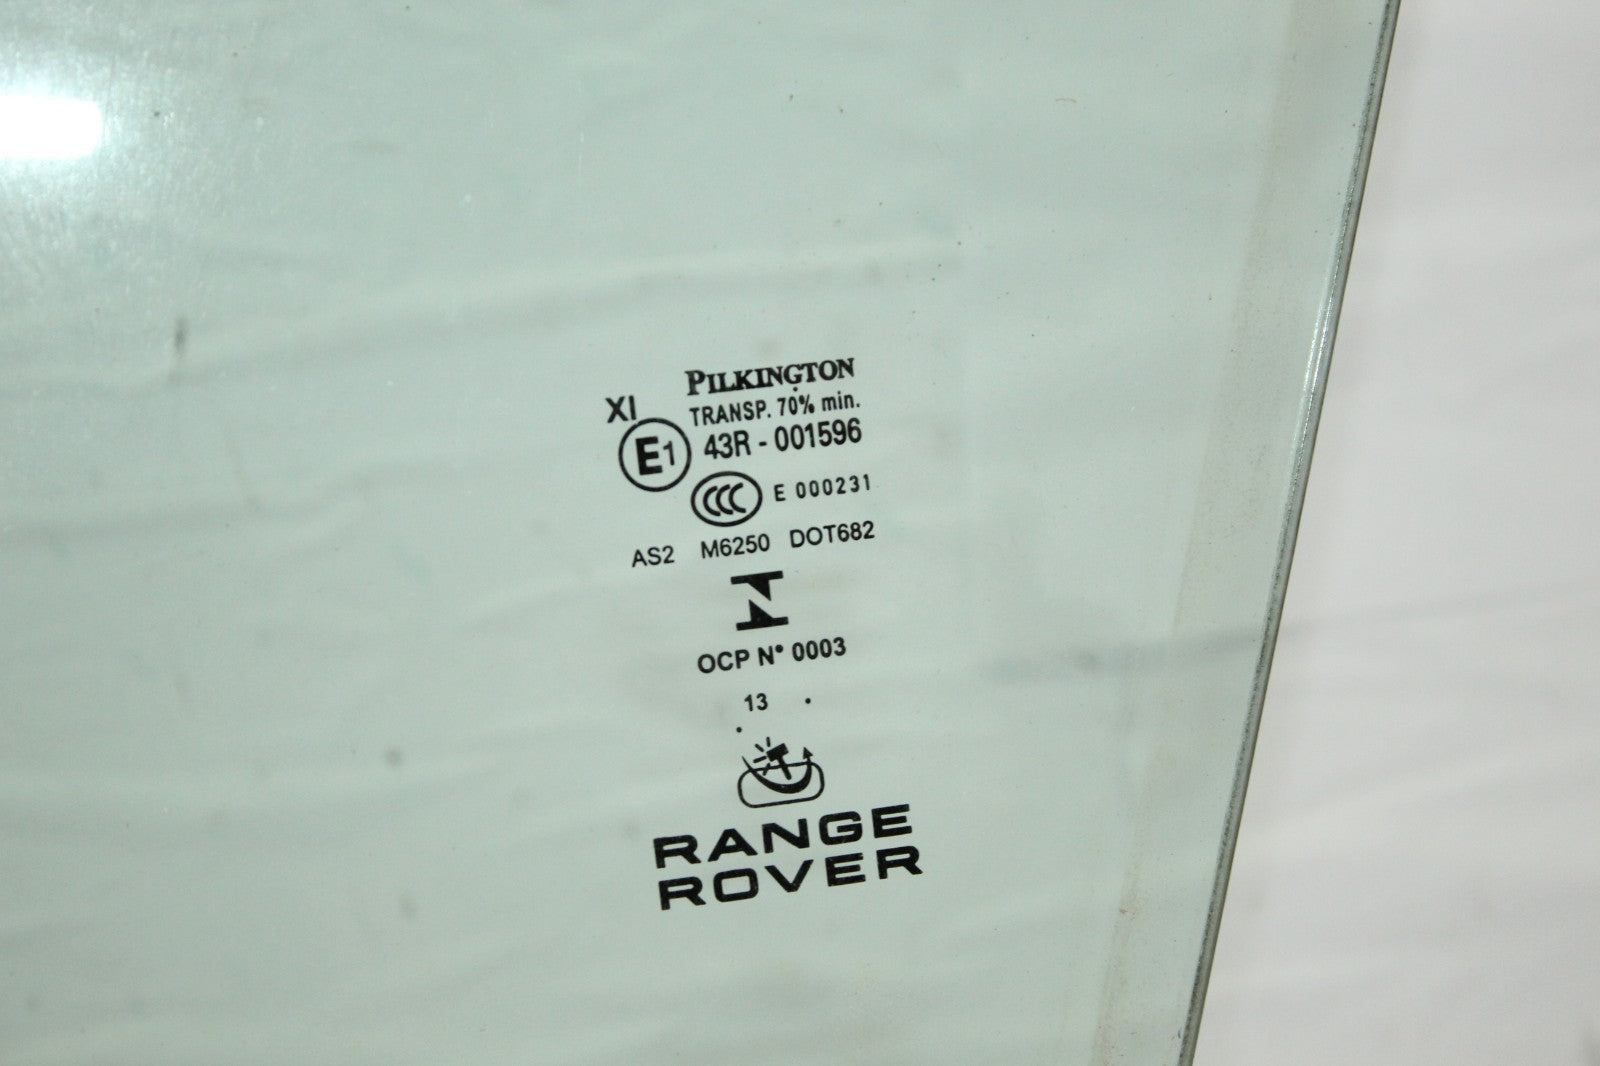 PILKINGTON
XI TRANSP. 70% min.
E1 43R - 001596
CCC E 000231
AS2 M6250 DOT682
OCP N° 0003
13
RANGE
ROVER